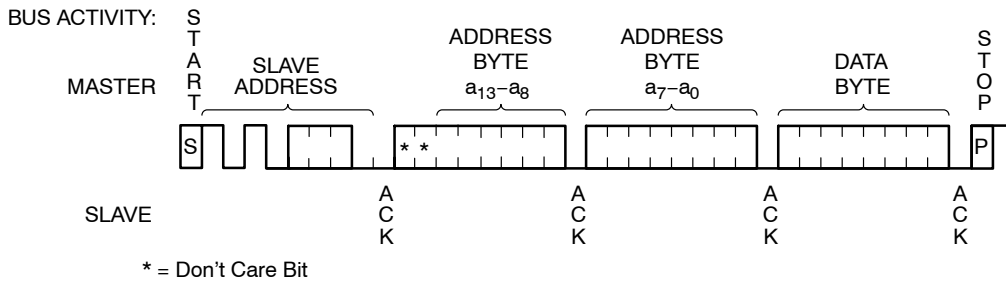 BUS ACTIVITY:
START
STOP
MASTER
SLAVE
ADDRESS
ADDRESS
BYTE
a13–a8
ADDRESS
BYTE
a7–a0
DATA
BYTE
S
* *
P
SLAVE
ACK
ACK
ACK
ACK
* = Don't Care Bit